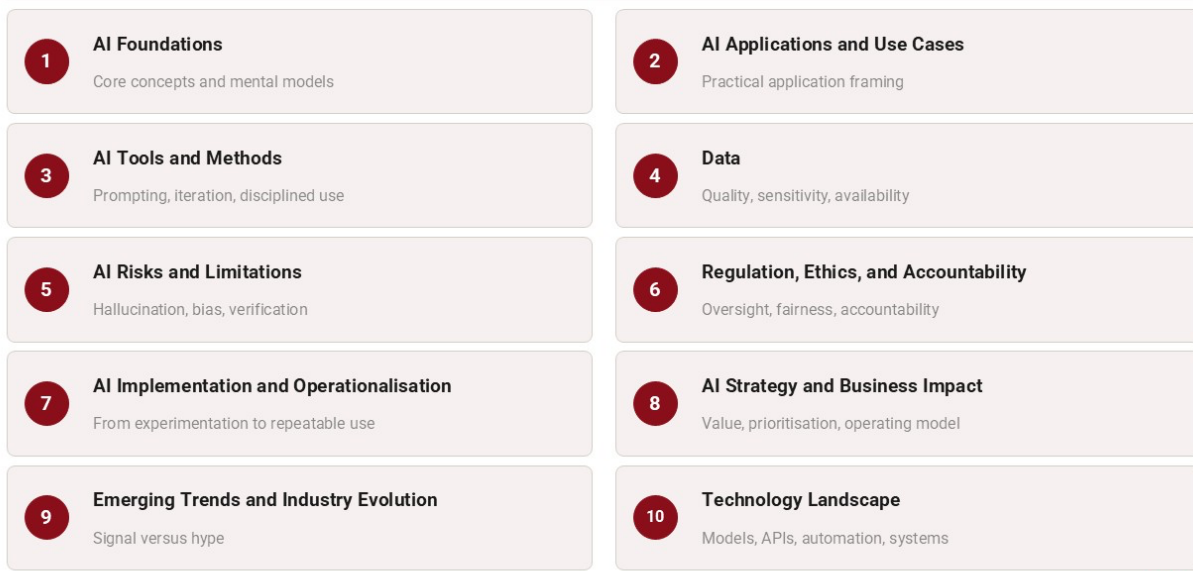 1
AI Foundations
Core concepts and mental models
2
AI Applications and Use Cases
Practical application framing
3
AI Tools and Methods
Prompting, iteration, disciplined use
4
Data
Quality, sensitivity, availability
5
AI Risks and Limitations
Hallucination, bias, verification
6
Regulation, Ethics, and Accountability
Oversight, fairness, accountability
7
AI Implementation and Operationalisation
From experimentation to repeatable use
8
AI Strategy and Business Impact
Value, prioritisation, operating model
9
Emerging Trends and Industry Evolution
Signal versus hype
10
Technology Landscape
Models, APIs, automation, systems